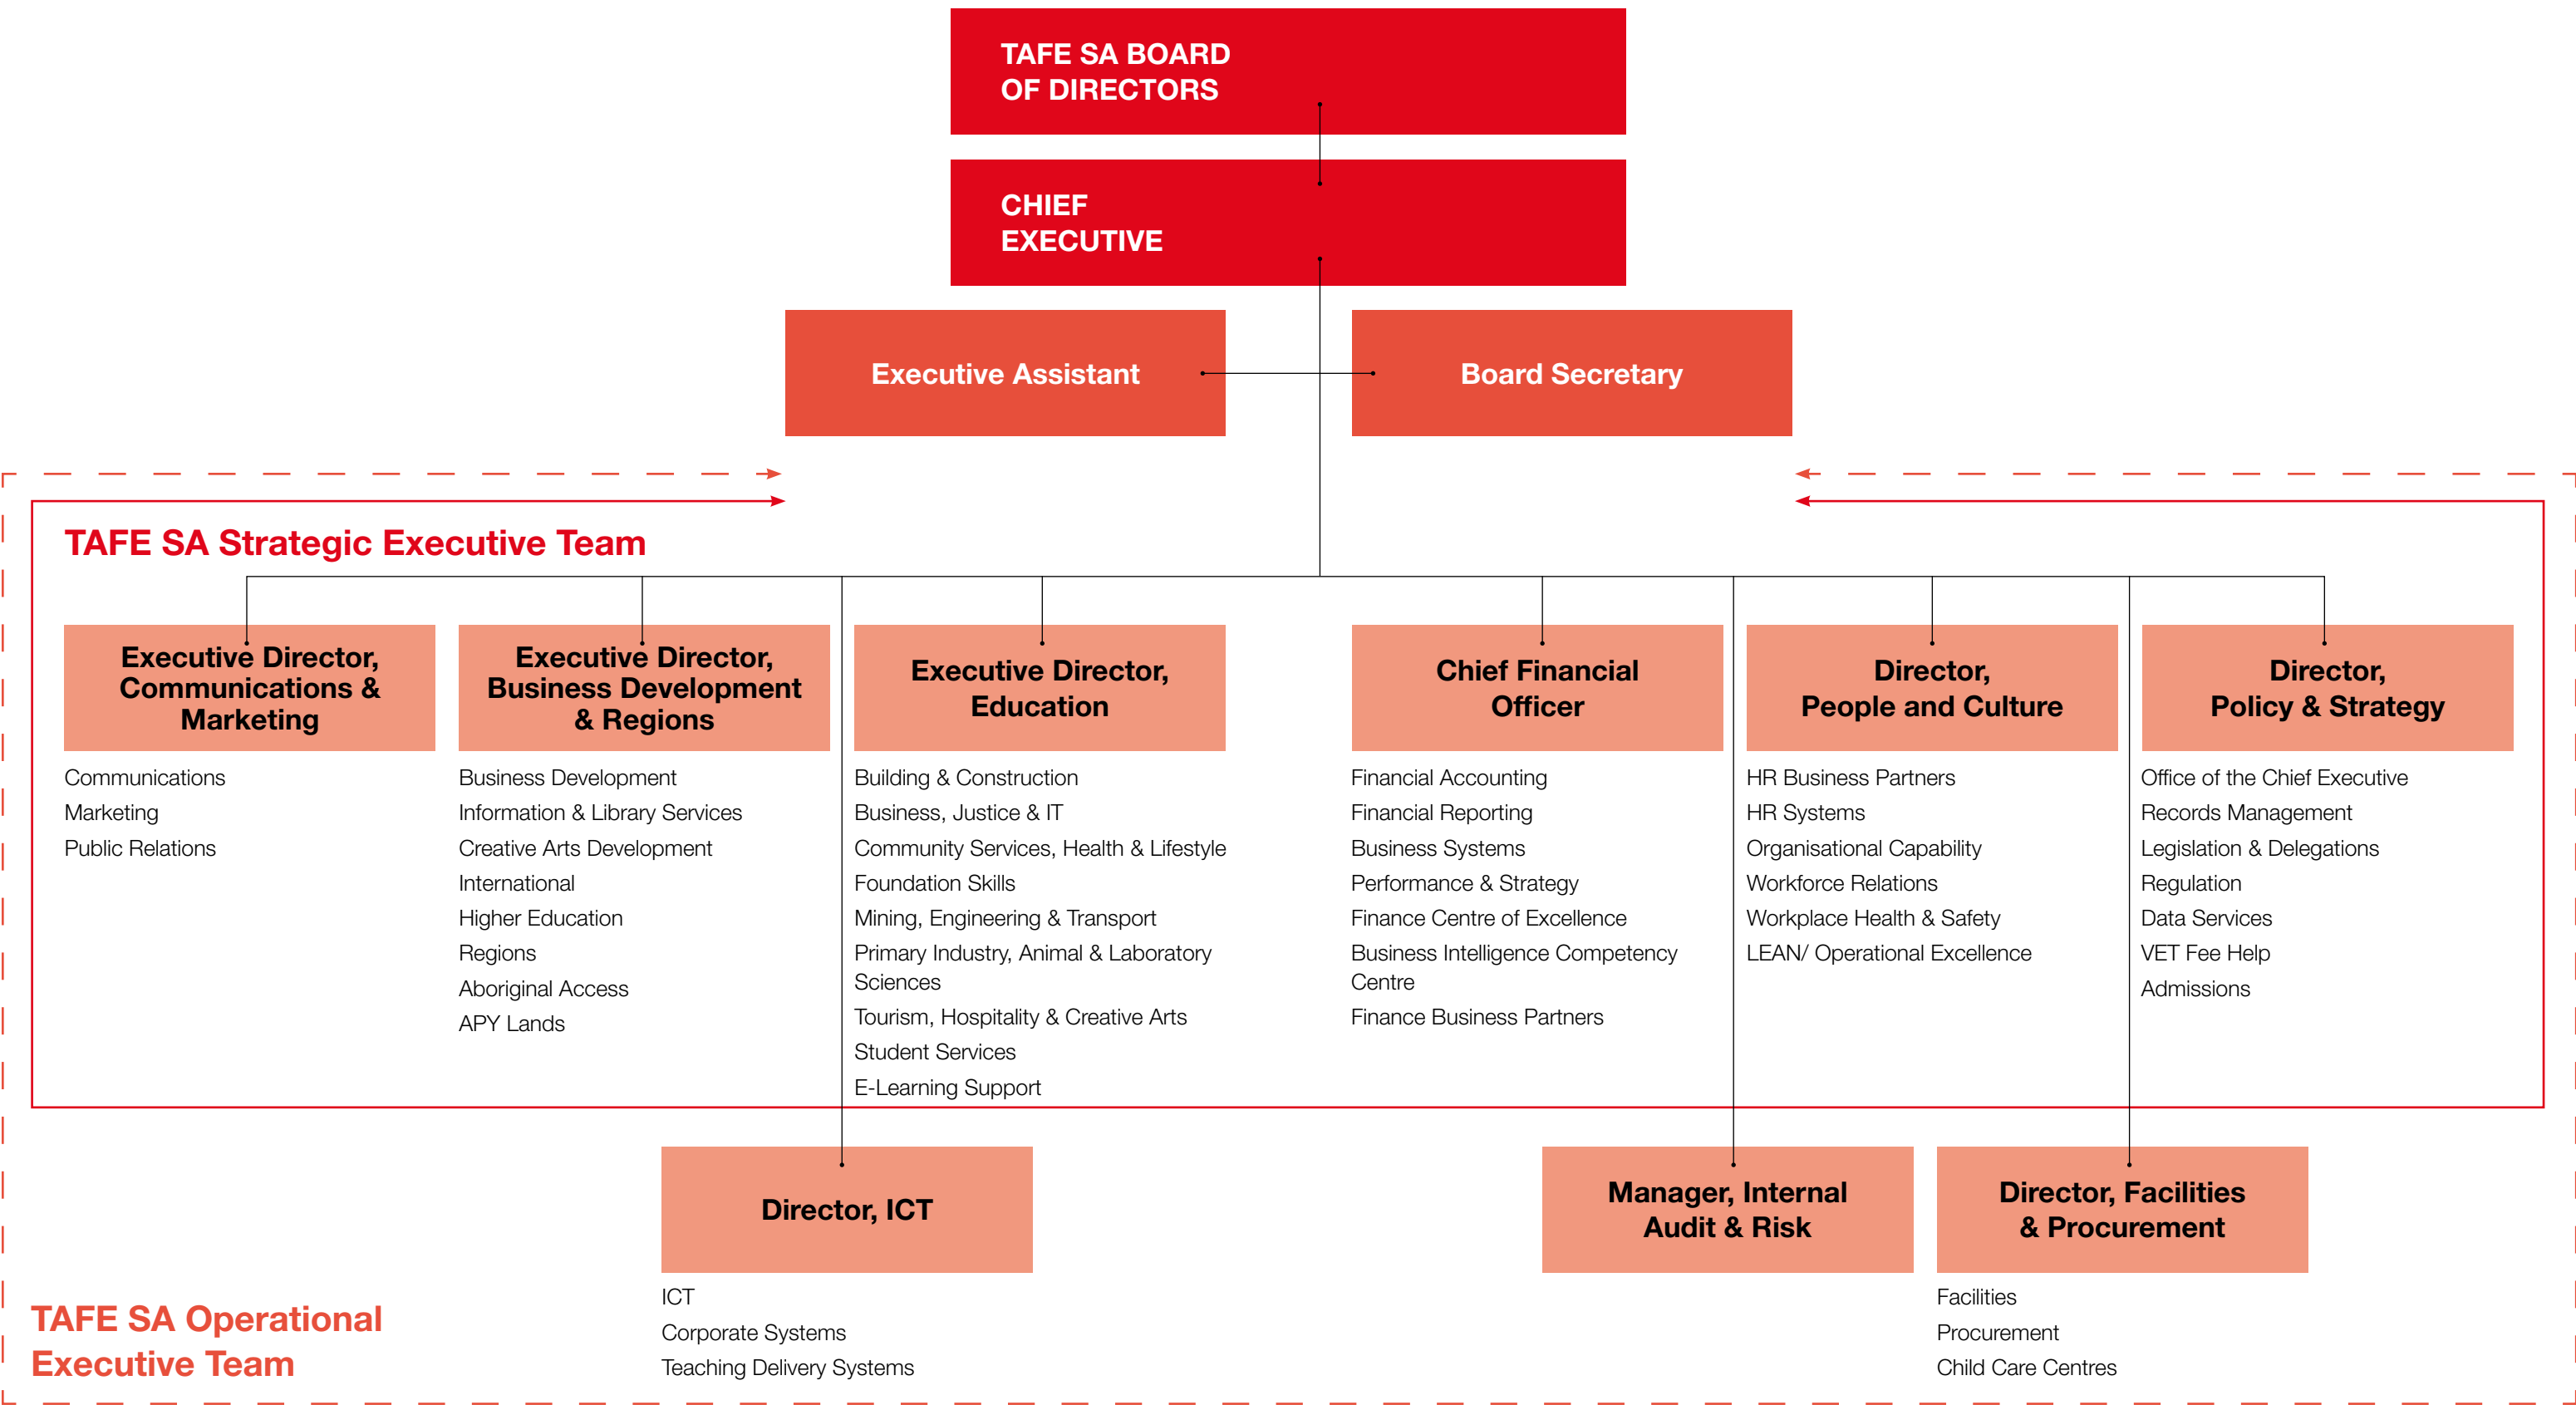 TAFE SA BOARD
OF DIRECTORS
CHIEF
EXECUTIVE
Executive Assistant
Board Secretary
TAFE SA Strategic Executive Team
Executive Director,
Communications &
Marketing
Communications
Marketing
Public Relations
Executive Director,
Business Development
& Regions
Business Development
Information & Library Services
Creative Arts Development
International
Higher Education
Regions
Aboriginal Access
APY Lands
Executive Director,
Education
Building & Construction
Business, Justice & IT
Community Services, Health & Lifestyle
Foundation Skills
Mining, Engineering & Transport
Primary Industry, Animal & Laboratory
Sciences
Tourism, Hospitality & Creative Arts
Student Services
E-Learning Support
Chief Financial
Officer
Financial Accounting
Financial Reporting
Business Systems
Performance & Strategy
Finance Centre of Excellence
Business Intelligence Competency
Centre
Finance Business Partners
Director,
People and Culture
HR Business Partners
HR Systems
Organisational Capability
Workforce Relations
Workplace Health & Safety
LEAN/ Operational Excellence
Director,
Policy & Strategy
Office of the Chief Executive
Records Management
Legislation & Delegations
Regulation
Data Services
VET Fee Help
Admissions
Director, ICT
ICT
Corporate Systems
Teaching Delivery Systems
Manager, Internal
Audit & Risk
Director, Facilities
& Procurement
Facilities
Procurement
Child Care Centres
TAFE SA Operational
Executive Team